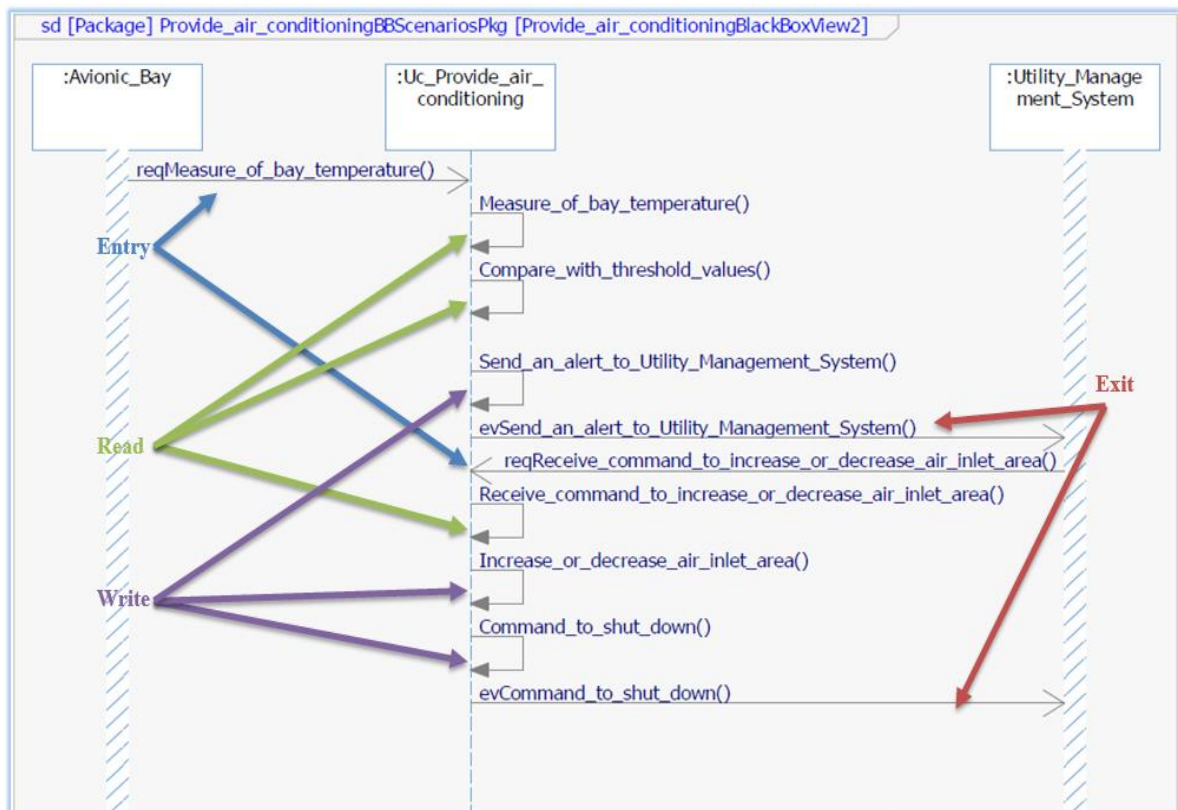 sd [Package] Provide_air_conditioningBBScenariosPkg [Provide_air_conditioningBlackBoxView2]
:Avionic_Bay
:Uc_Provide_air_
conditioning
:Utility_Manage
ment_System
reqMeasure_of_bay_temperature()
Measure_of_bay_temperature()
Entry
Compare_with_threshold_values()
Send_an_alert_to_Utility_Management_System()
Exit
evSend_an_alert_to_Utility_Management_System()
Read
reqReceive_command_to_increase_or_decrease_air_inlet_area()
Receive_command_to_increase_or_decrease_air_inlet_area()
Increase_or_decrease_air_inlet_area()
Write
Command_to_shut_down()
evCommand_to_shut_down()